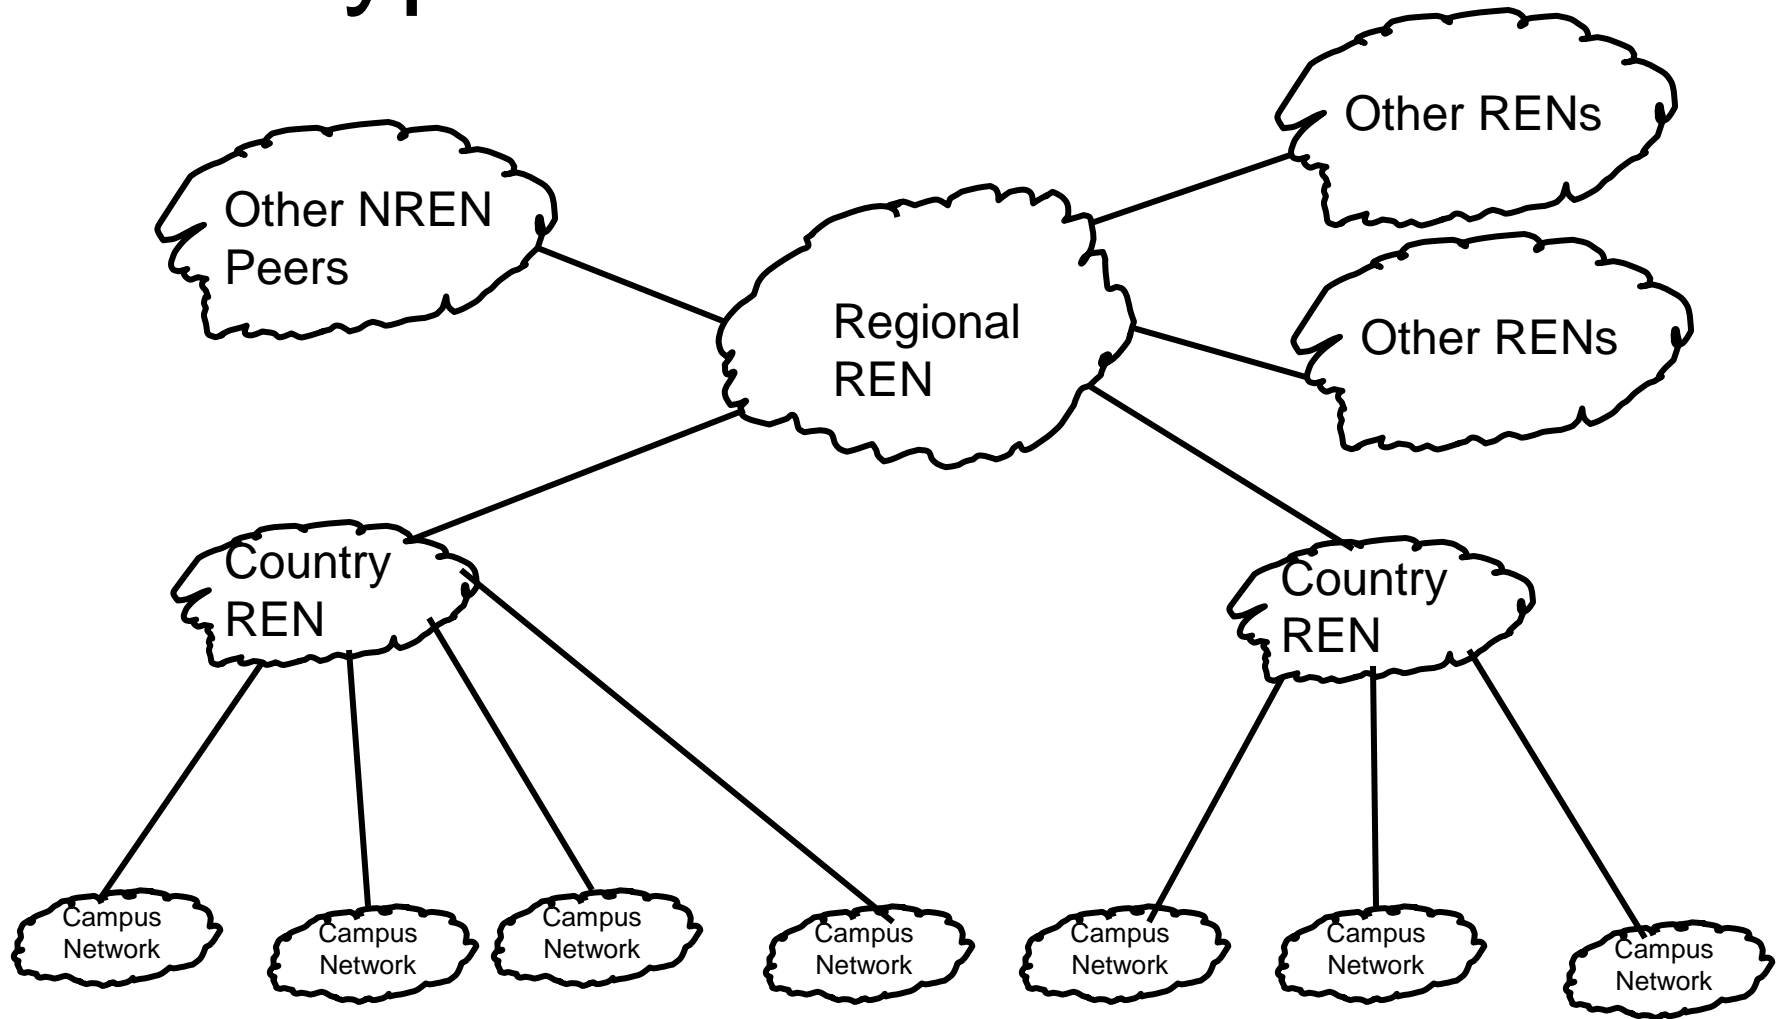 Other RENs
Other NREN
Peers
Regional
REN
Other RENs
Country
REN
Country
REN
Campus
Network
Campus
Network
Campus
Network
Campus
Network
Campus
Network
Campus
Network
Campus
Network